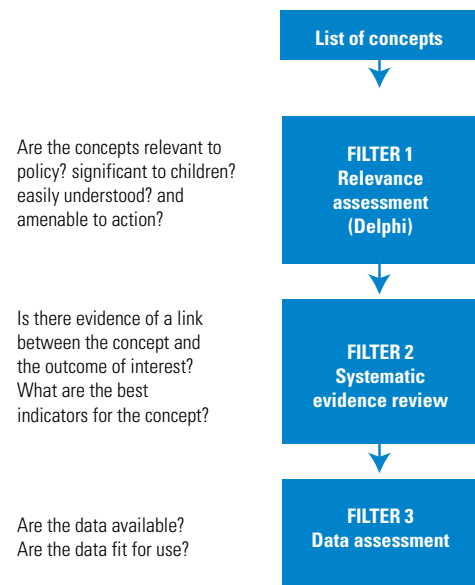 List of concepts
Are the concepts relevant to
policy? significant to children?
easily understood? and
amenable to action?
FILTER 1
Relevance
assessment
(Delphi)
Is there evidence of a link
between the concept and
the outcome of interest?
What are the best
indicators for the concept?
FILTER 2
Systematic
evidence review
Are the data available?
Are the data fit for use?
FILTER 3
Data assessment